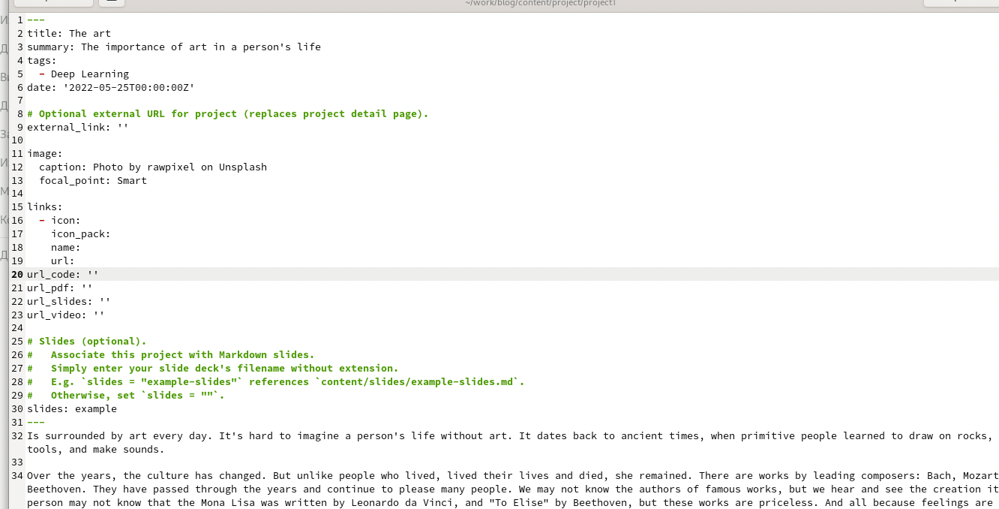 ~/work/blog/content/project/project1
1 ---
2 title: The art
3 summary: The importance of art in a person's life
4 tags:
5   - Deep Learning
6 date: '2022-05-25T00:00:00Z'
7
8 # Optional external URL for project (replaces project detail page).
9 external_link: ''
10
11 image:
12   caption: Photo by rawpixel on Unsplash
13   focal_point: Smart
14
15 links:
16   - icon:
17     icon_pack:
18     name:
19     url:
20 url_code: ''
21 url_pdf: ''
22 url_slides: ''
23 url_video: ''
24
25 # Slides (optional).
26 #   Associate this project with Markdown slides.
27 #   Simply enter your slide deck's filename without extension.
28 #   E.g. `slides = "example-slides"` references `content/slides/example-slides.md`.
29 #   Otherwise, set `slides = ""`.
30 slides: example
31 ---
32 Is surrounded by art every day. It's hard to imagine a person's life without art. It dates back to ancient times, when primitive people learned to draw on rocks,
tools, and make sounds.
33
34 Over the years, the culture has changed. But unlike people who lived, lived their lives and died, she remained. There are works by leading composers: Bach, Mozart
Beethoven. They have passed through the years and continue to please many people. We may not know the authors of famous works, but we hear and see the creation it
person may not know that the Mona Lisa was written by Leonardo da Vinci, and "To Elise" by Beethoven, but these works are priceless. And all because feelings are